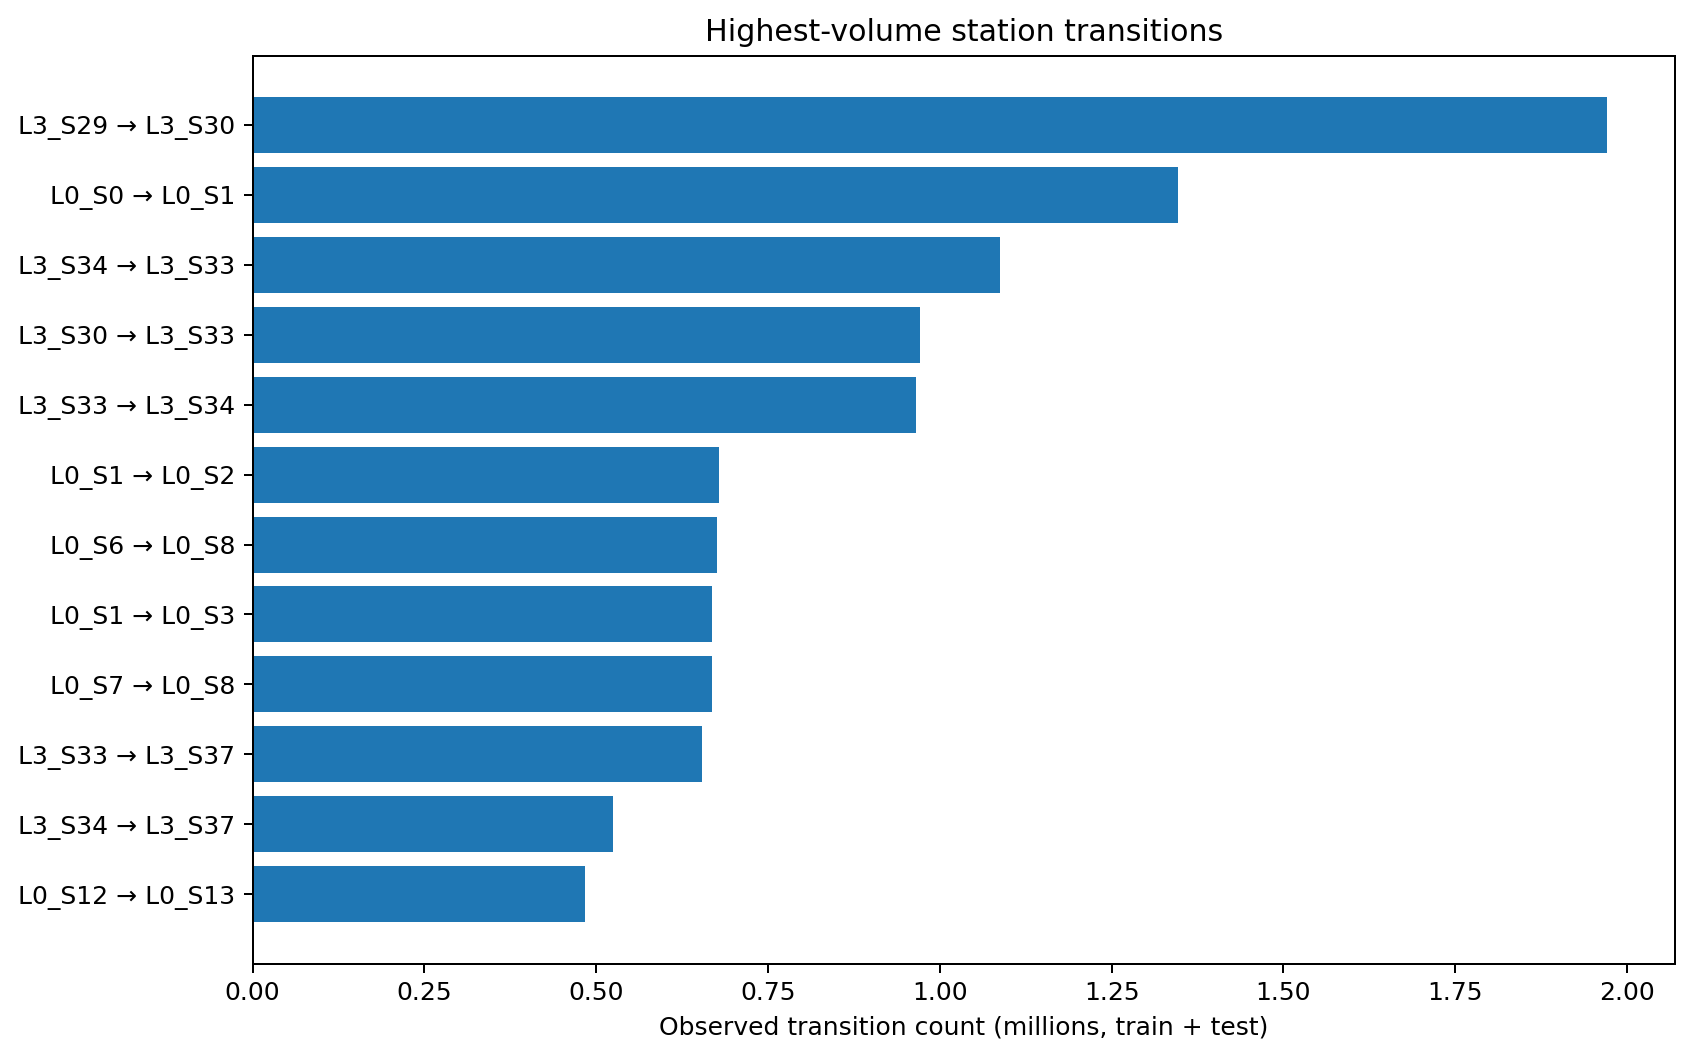 Highest-volume station transitions
L3_S29 → L3_S30
L0_S0 → L0_S1
L3_S34 → L3_S33
L3_S30 → L3_S33
L3_S33 → L3_S34
L0_S1 → L0_S2
L0_S6 → L0_S8
L0_S1 → L0_S3
L0_S7 → L0_S8
L3_S33 → L3_S37
L3_S34 → L3_S37
L0_S12 → L0_S13
0.00 0.25 0.50 0.75 1.00 1.25 1.50 1.75 2.00
Observed transition count (millions, train + test)